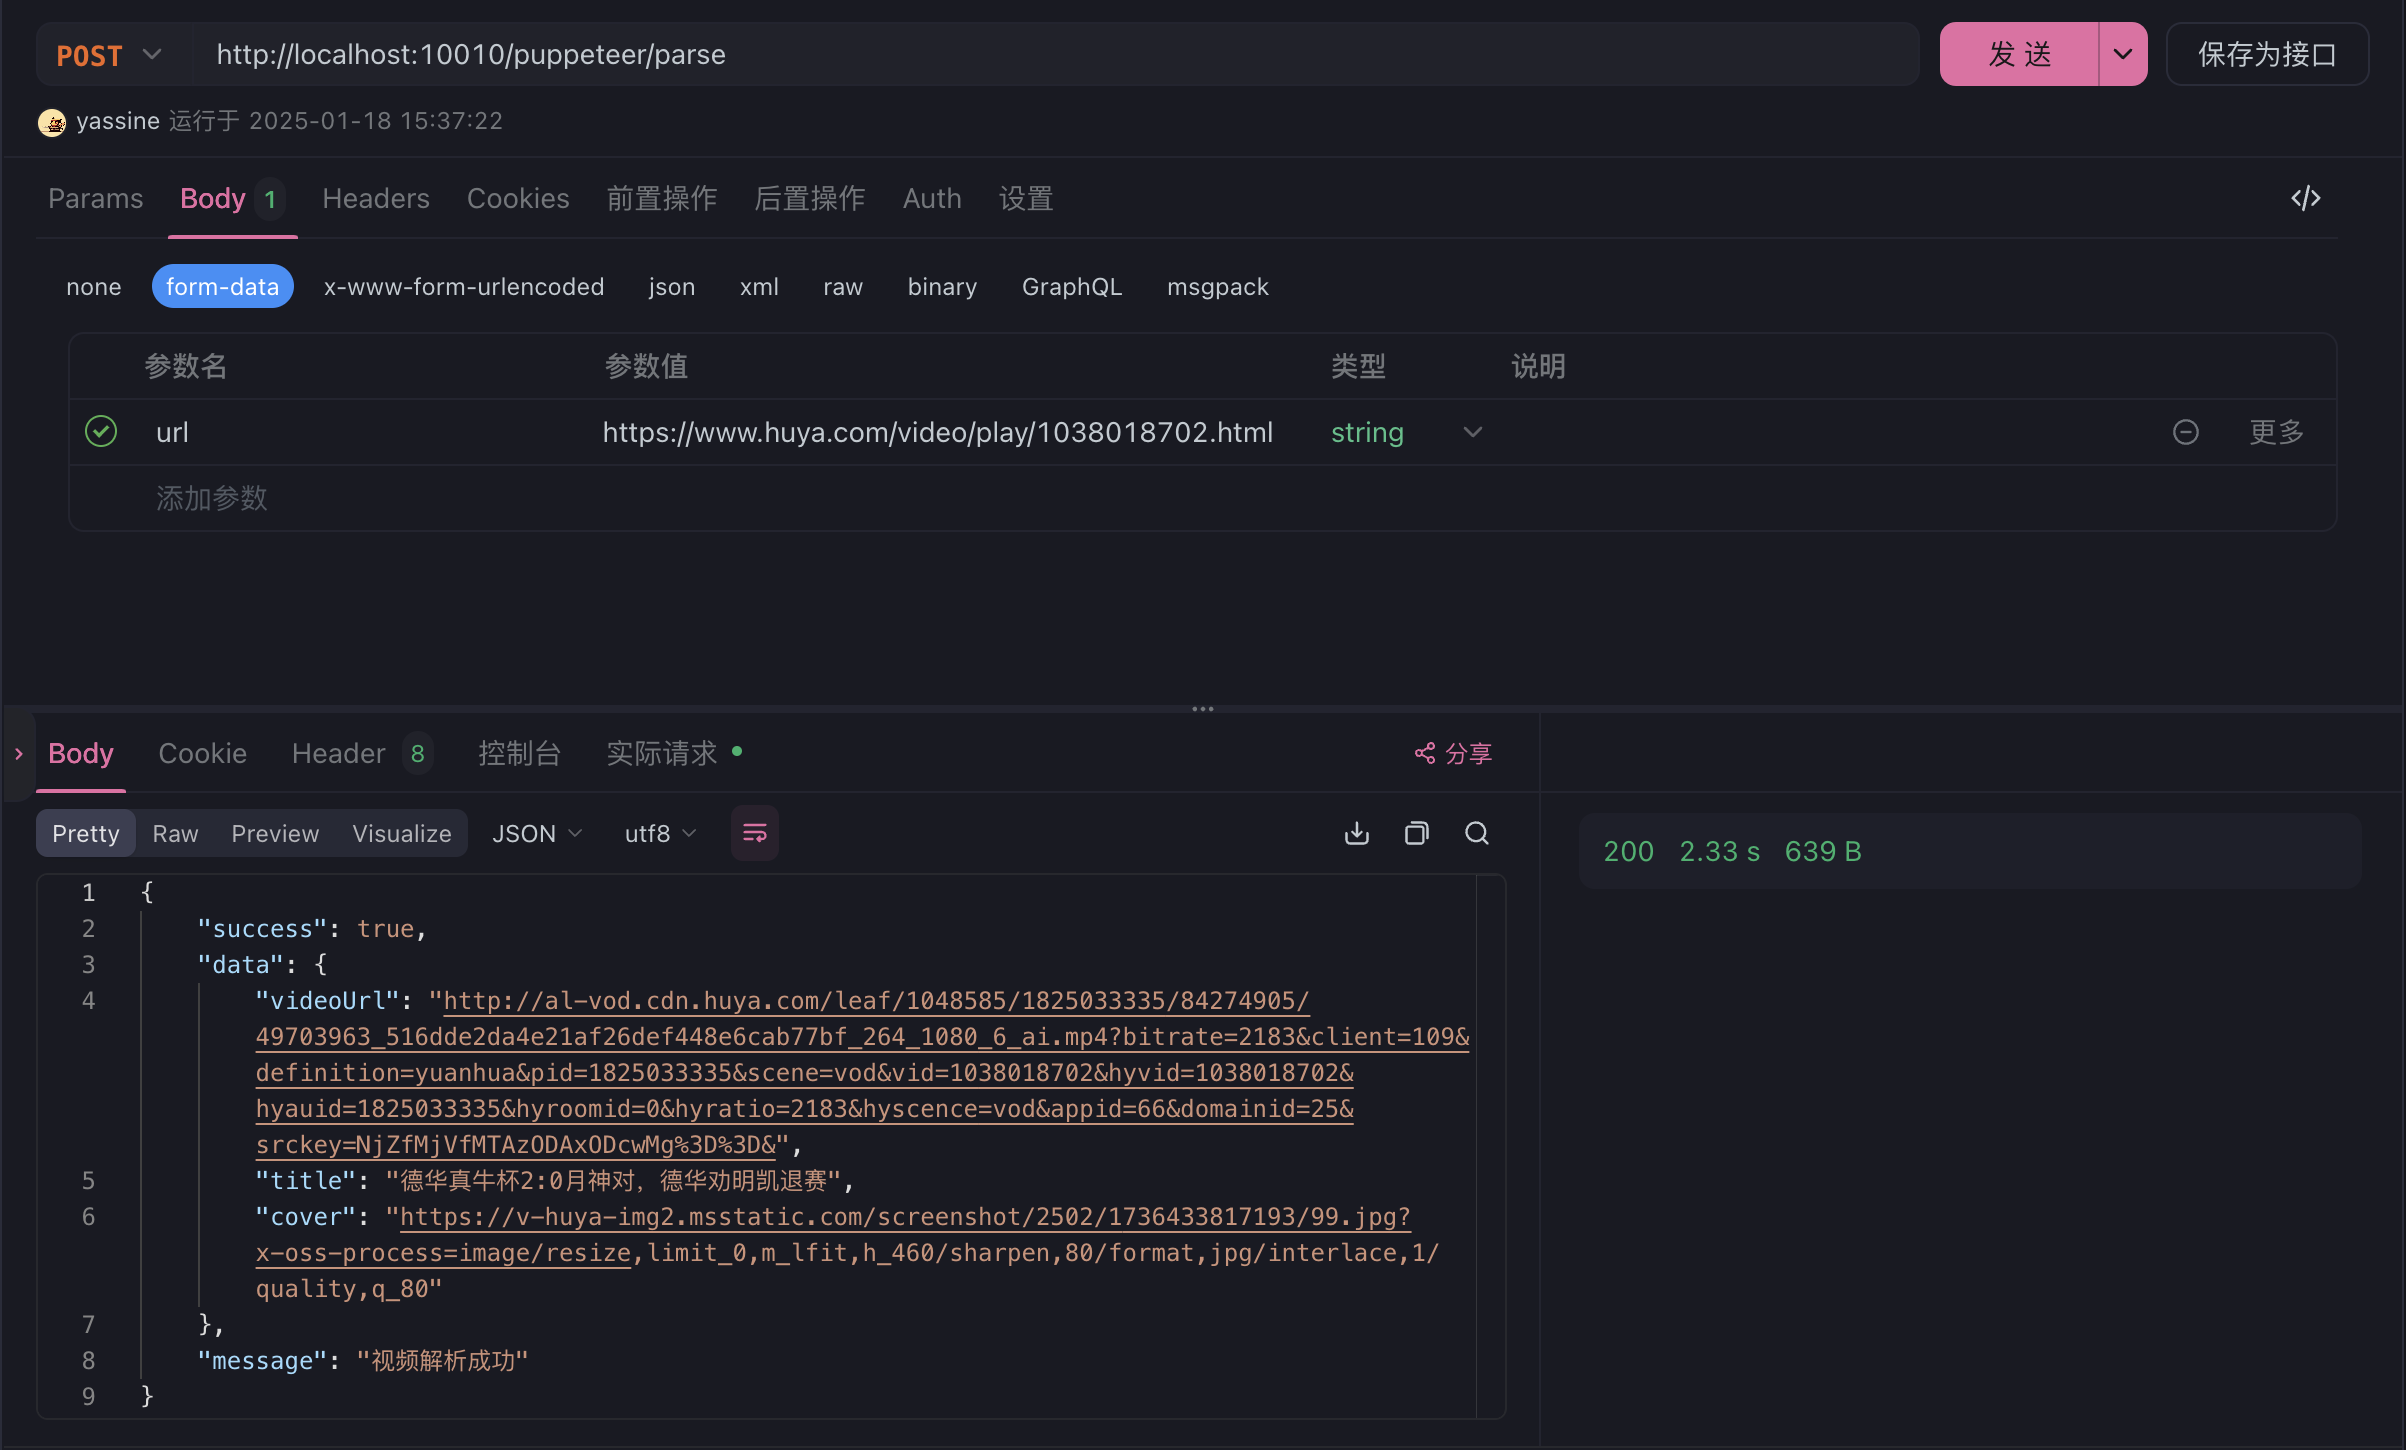 POST http://localhost:10010/puppeteer/parse 发 送 保存为接口
yassine 运行于 2025-01-18 15:37:22
Params Body 1 Headers Cookies 前置操作 后置操作 Auth 设置
none form-data x-www-form-urlencoded json xml raw binary GraphQL msgpack
参数名 参数值 类型 说明
url https://www.huya.com/video/play/1038018702.html string 更多
添加参数
Body Cookie Header 8 控制台 实际请求 分享
Pretty Raw Preview Visualize JSON utf8
200 2.33 s 639 B
1 {
2 "success": true,
3 "data": {
4 "videoUrl": "http://al-vod.cdn.huya.com/leaf/1048585/1825033335/84274905/
49703963_516dde2da4e21af26def448e6cab77bf_264_1080_6_ai.mp4?bitrate=2183&client=109&
definition=yuanhua&pid=1825033335&scene=vod&vid=1038018702&hyvid=1038018702&
hyauid=1825033335&hyroomid=0&hyratio=2183&hyscence=vod&appid=66&domainid=25&
srckey=NjZfMjVfMTAzODAxODcwMg%3D%3D&",
5 "title": "德华真牛杯2:0月神对，德华劝明凯退赛",
6 "cover": "https://v-huya-img2.msstatic.com/screenshot/2502/1736433817193/99.jpg?
x-oss-process=image/resize,limit_0,m_lfit,h_460/sharpen,80/format,jpg/interlace,1/
quality,q_80"
7 },
8 "message": "视频解析成功"
9 }